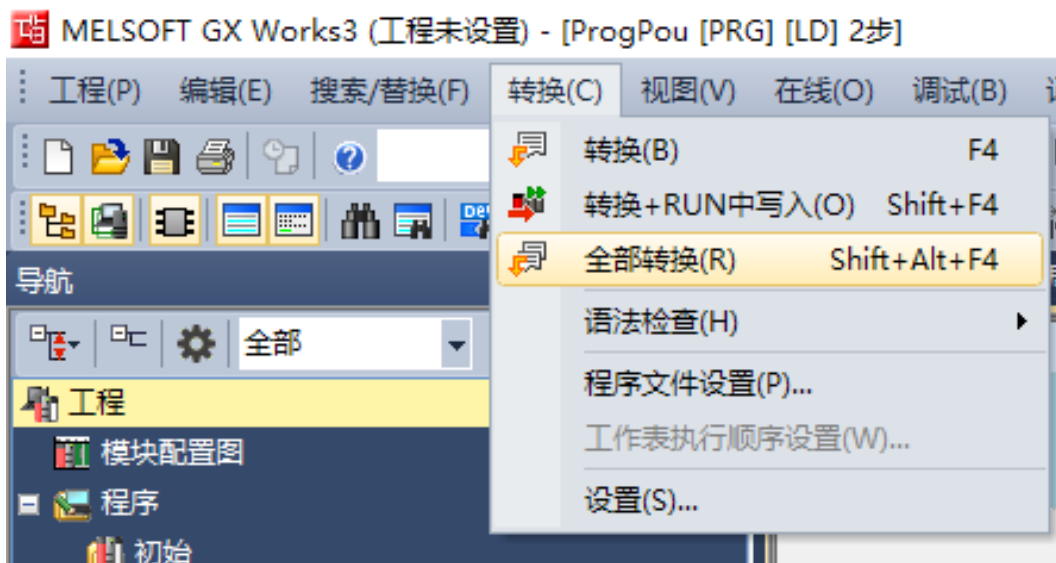 MELSOFT GX Works3 (工程未设置) - [ProgPou [PRG] [LD] 2步]
工程(P) 编辑(E) 搜索/替换(F) 转换(C) 视图(V) 在线(O) 调试(B)
转换(B) F4
转换+RUN中写入(O) Shift+F4
全部转换(R) Shift+Alt+F4
导航
语法检查(H)
全部
程序文件设置(P)...
工程
工作表执行顺序设置(W)...
模块配置图
设置(S)...
程序
初始